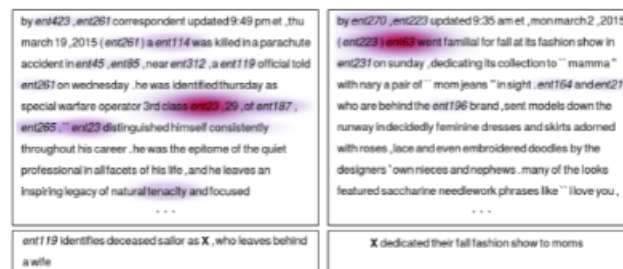 by ent423 , ent261 correspondent updated 9:49 pm et , thu
march 19 , 2015 ( ent261 ) a ent114 was killed in a parachute
accident in ent45 , ent85 , near ent312 , a ent119 official told
ent261 on wednesday . he was identified thursday as
special warfare operator 3rd class ent23 , 29 , of ent187 ,
ent265 . `` ent23 distinguished himself consistently
throughout his career . he was the epitome of the quiet
professional in all facets of his life , and he leaves an
inspiring legacy of natural tenacity and focused
. . .
ent119 identifies deceased sailor as X , who leaves behind
a wife
by ent270 , ent223 updated 9:35 am et , mon march 2 , 2015
( ent223 ) ent63 went familial for fall at its fashion show in
ent231 on sunday , dedicating its collection to `` mamma ''
with nary a pair of `` mom jeans '' in sight . ent164 and ent21
who are behind the ent196 brand , sent models down the
runway in decidedly feminine dresses and skirts adorned
with roses , lace and even embroidered doodles by the
designers ' own nieces and nephews . many of the looks
featured saccharine needlework phrases like `` i love you ,
. . .
X dedicated their fall fashion show to moms